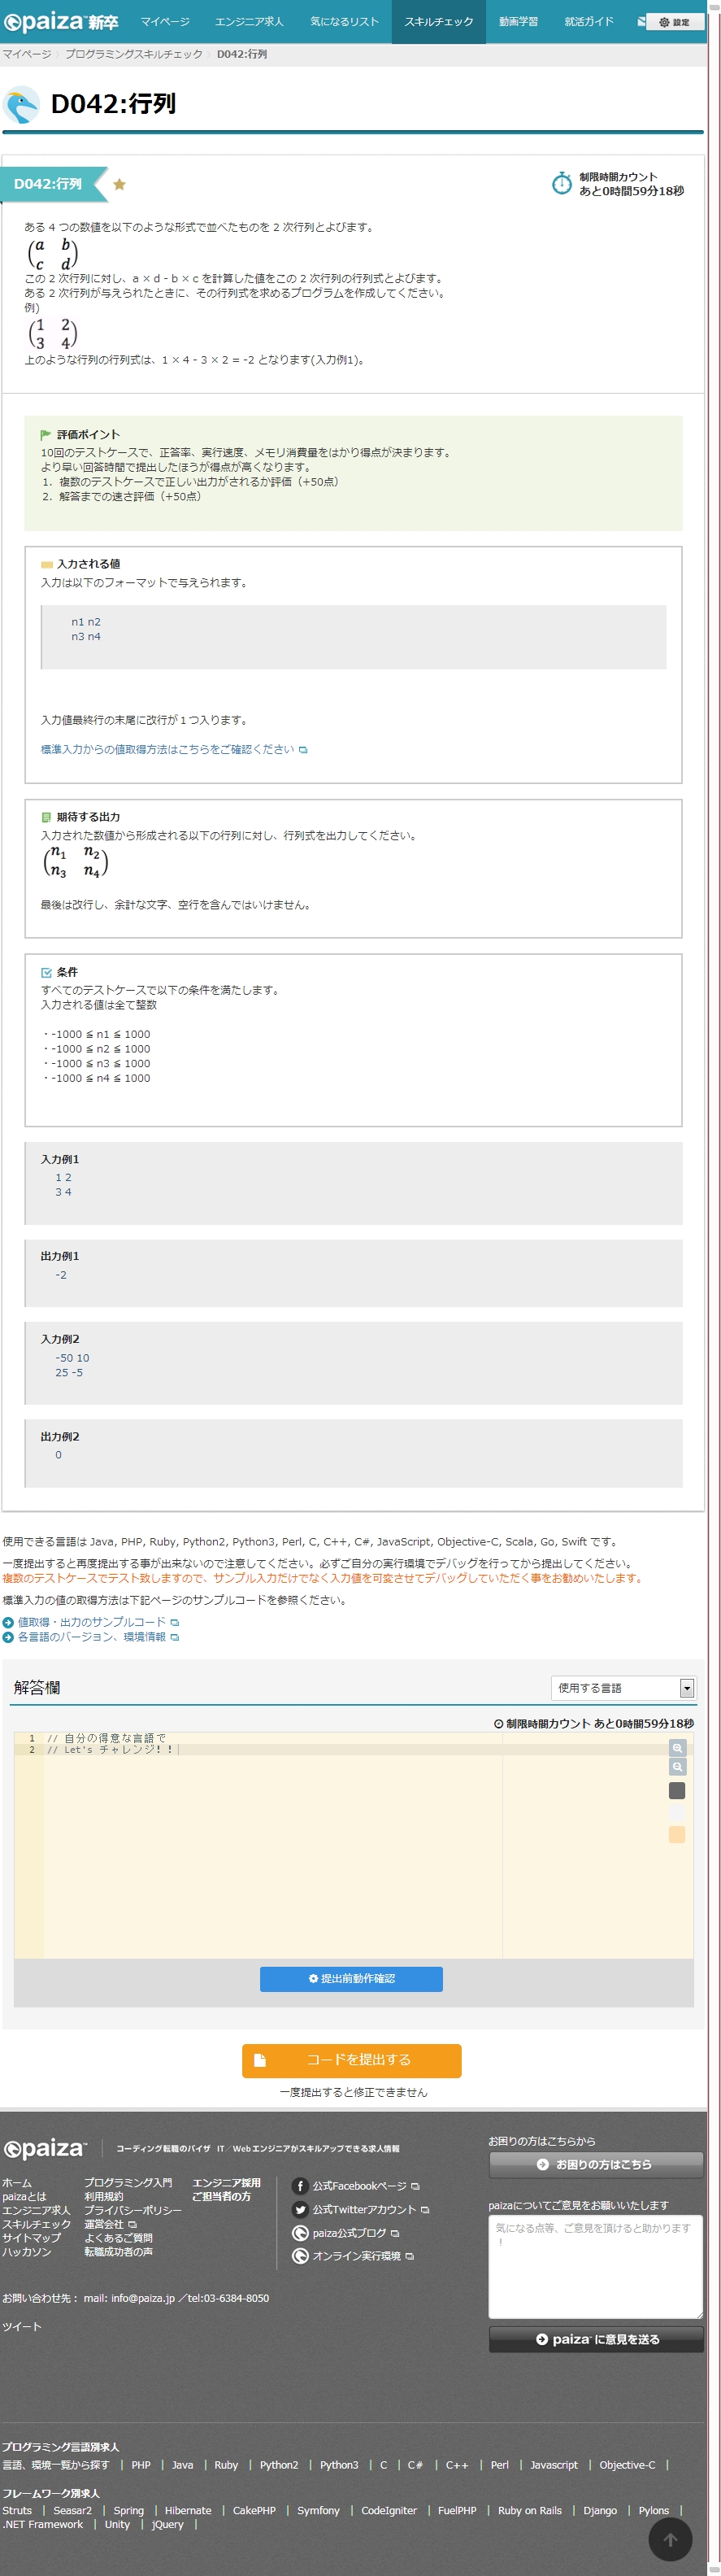 paiza 新卒 マイページ エンジニア求人 気になるリスト スキルチェック 動画学習 就活ガイド 設定
マイページ プログラミングスキルチェック D042:行列
D042:行列
D042:行列
制限時間カウント
あと0時間59分18秒
ある 4 つの数値を以下のような形式で並べたものを 2 次行列とよびます。
a b
c d
この 2 次行列に対し、a × d - b × c を計算した値をこの 2 次行列の行列式とよびます。
ある 2 次行列が与えられたときに、その行列式を求めるプログラムを作成してください。
例)
1 2
3 4
上のような行列の行列式は、1 × 4 - 3 × 2 = -2 となります(入力例1)。
評価ポイント
10回のテストケースで、正答率、実行速度、メモリ消費量をはかり得点が決まります。
より早い回答時間で提出したほうが得点が高くなります。
1. 複数のテストケースで正しい出力がされるか評価（+50点）
2. 解答までの速さ評価（+50点）
入力される値
入力は以下のフォーマットで与えられます。
n1 n2
n3 n4
入力値最終行の末尾に改行が１つ入ります。
標準入力からの値取得方法はこちらをご確認ください
期待する出力
入力された数値から形成される以下の行列に対し、行列式を出力してください。
n1 n2
n3 n4
最後は改行し、余計な文字、空行を含んではいけません。
条件
すべてのテストケースで以下の条件を満たします。
入力される値は全て整数
・-1000 ≦ n1 ≦ 1000
・-1000 ≦ n2 ≦ 1000
・-1000 ≦ n3 ≦ 1000
・-1000 ≦ n4 ≦ 1000
入力例1
1 2
3 4
出力例1
-2
入力例2
-50 10
25 -5
出力例2
0
使用できる言語は Java, PHP, Ruby, Python2, Python3, Perl, C, C++, C#, JavaScript, Objective-C, Scala, Go, Swift です。
一度提出すると再度提出する事が出来ないので注意してください。必ずご自分の実行環境でデバッグを行ってから提出してください。
複数のテストケースでテスト致しますので、サンプル入力だけでなく入力値を可変させてデバッグしていただく事をお勧めいたします。
標準入力の値の取得方法は下記ページのサンプルコードを参照ください。
値取得・出力のサンプルコード
各言語のバージョン、環境情報
解答欄 使用する言語
制限時間カウント あと0時間59分18秒
1 // 自分の得意な言語で
2 // Let's チャレンジ！！
提出前動作確認
コードを提出する
一度提出すると修正できません
paiza コーディング転職のパイザ IT／Webエンジニアがスキルアップできる求人情報
お困りの方はこちらから
お困りの方はこちら
ホーム プログラミング入門 エンジニア採用
paizaとは 利用規約 ご担当者の方
エンジニア求人 プライバシーポリシー
スキルチェック 運営会社
サイトマップ よくあるご質問
ハッカソン 転職成功者の声
公式Facebookページ
公式Twitterアカウント
paiza公式ブログ
オンライン実行環境
paizaについてご意見をお願いいたします
気になる点等、ご意見を頂けると助かります
！
paiza に意見を送る
お問い合わせ先： mail: info@paiza.jp ／tel:03-6384-8050
ツイート
プログラミング言語別求人
言語、環境一覧から探す | PHP | Java | Ruby | Python2 | Python3 | C | C# | C++ | Perl | Javascript | Objective-C |
フレームワーク別求人
Struts | Seasar2 | Spring | Hibernate | CakePHP | Symfony | CodeIgniter | FuelPHP | Ruby on Rails | Django | Pylons |
.NET Framework | Unity | jQuery |